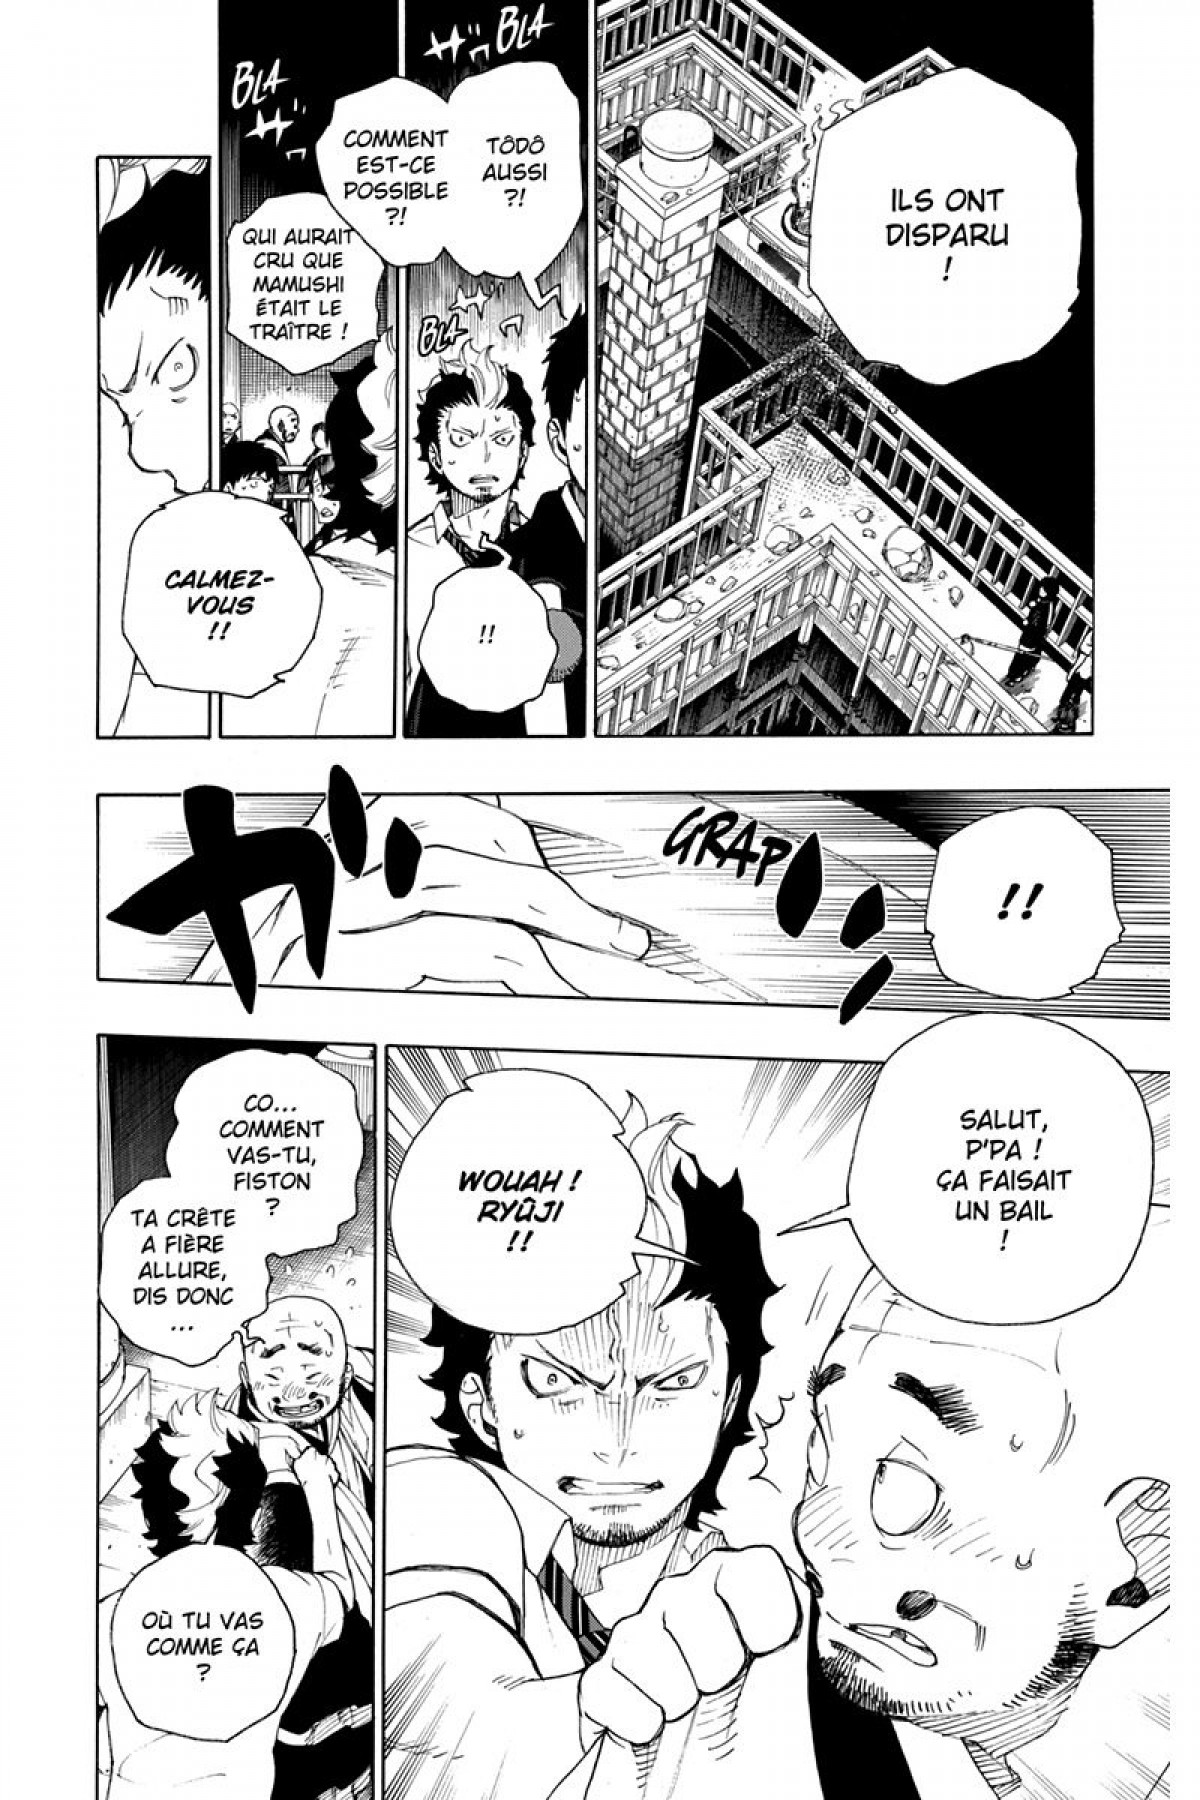 ILS ONT
DISPARU
!
BLA
BLA
TÔDÔ
AUSSI
?!
COMMENT
EST-CE
POSSIBLE
?!
QUI AURAIT
CRU QUE
MAMUSHI
ÉTAIT LE
TRAÎTRE !
BLA
!!
CALMEZ-
VOUS
!!
!!
GRAP
ガッ
SALUT,
P'PA !
ÇA FAISAIT
UN BAIL
!
WOUAH !
RYÛJI
!!
CO...
COMMENT
VAS-TU,
FISTON
?
TA CRÊTE
A FIÈRE
ALLURE,
DIS DONC
...
OÙ TU VAS
COMME ÇA
?